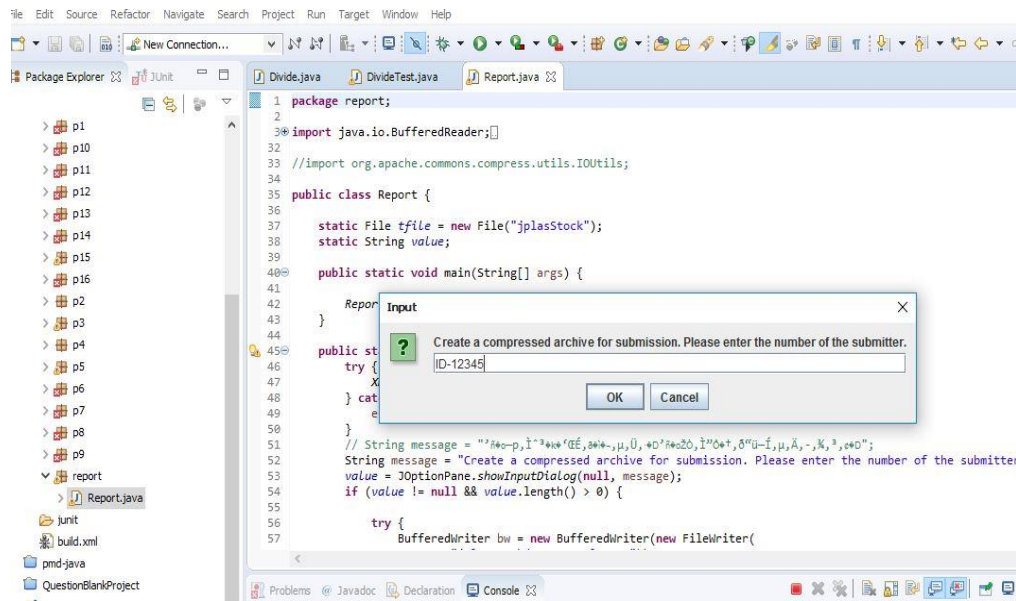 File Edit Source Refactor Navigate Search Project Run Target Window Help
New Connection...
Package Explorer JUnit
Divide.java DivideTest.java Report.java
p1
p10
p11
p12
p13
p14
p15
p16
p2
p3
p4
p5
p6
p7
p8
p9
report
Report.java
junit
build.xml
pmd-java
QuestionBlankProject
1 package report;
2
3 import java.io.BufferedReader;
32
33 //import org.apache.commons.compress.utils.IOUtils;
34
35 public class Report {
36
37 static File tfile = new File("jplasStock");
38 static String value;
39
40 public static void main(String[] args) {
41
42 Repor
43 }
44
45 public st
46 try {
47 X
48 } cat
49 e
50 }
51 // String message =
52 String message = "Create a compressed archive for submission. Please enter the number of the submitter
53 value = JOptionPane.showInputDialog(null, message);
54 if (value != null && value.length() > 0) {
55
56 try {
57 BufferedWriter bw = new BufferedWriter(new FileWriter(
Input
Create a compressed archive for submission. Please enter the number of the submitter.
ID-12345
OK Cancel
Problems @ Javadoc Declaration Console